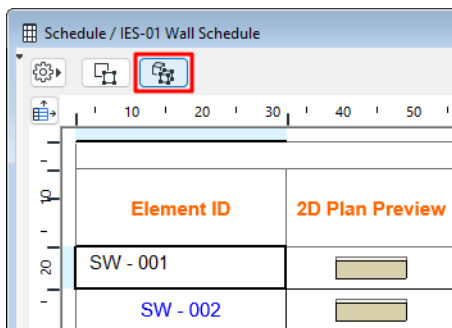 Schedule / IES-01 Wall Schedule
10 20 30 40 50
Element ID 2D Plan Preview
10
SW - 001
20
SW - 002